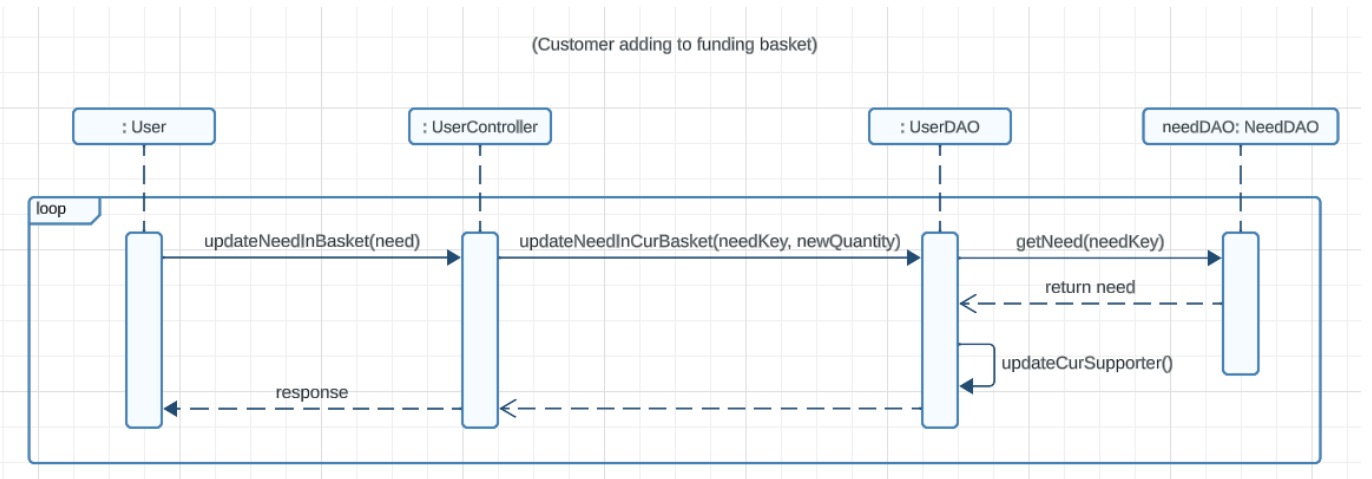 (Customer adding to funding basket)
: User
: UserController
: UserDAO
needDAO: NeedDAO
loop
updateNeedInBasket(need)
updateNeedInCurBasket(needKey, newQuantity)
getNeed(needKey)
return need
updateCurSupporter()
response